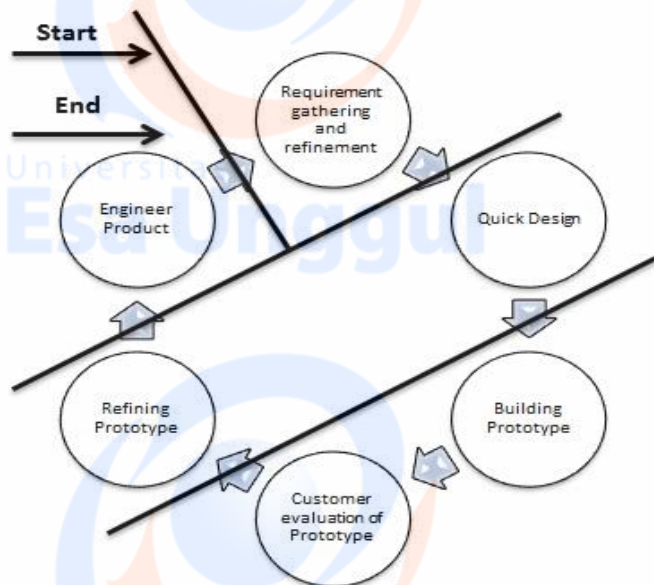 Start
End
Requirement
gathering
and
refinement
Universitas
Esa Unggul
Engineer
Product
Quick Design
Refining
Prototype
Building
Prototype
Customer
evaluation of
Prototype